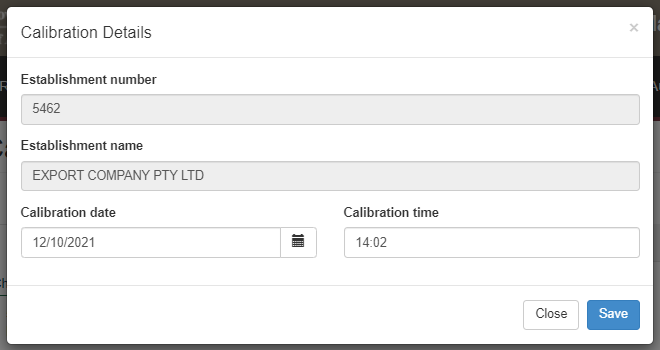 Calibration Details
×
Establishment number
5462
Establishment name
EXPORT COMPANY PTY LTD
Calibration date
Calibration time
12/10/2021
14:02
Close
Save